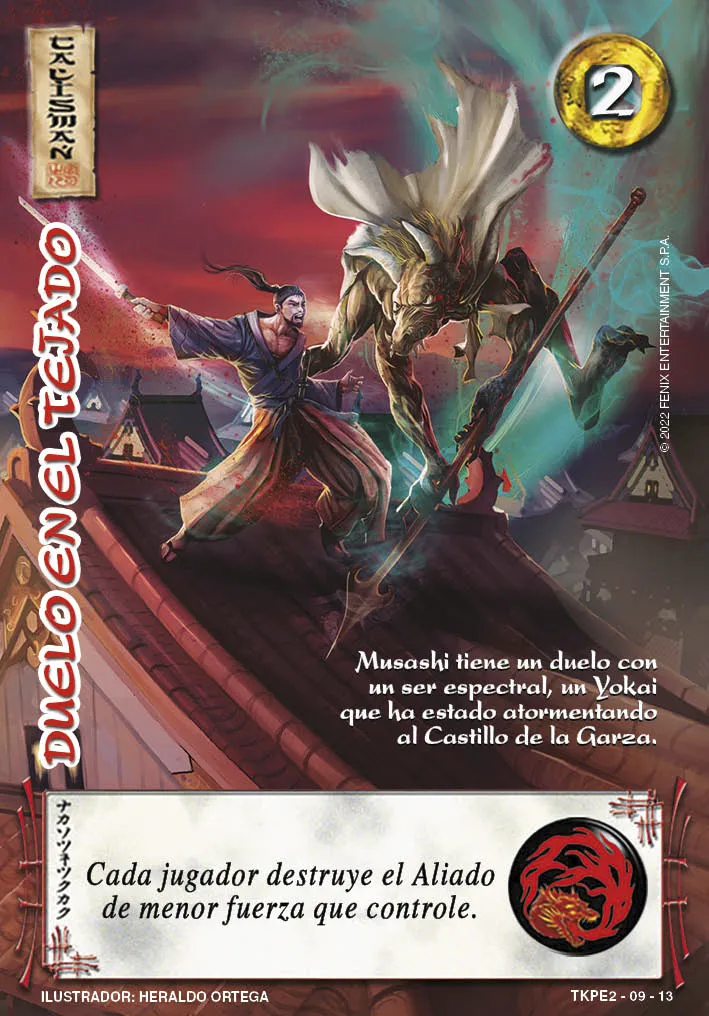 TALISMAN
2
DUELO EN EL TEJADO
© 2022 FENIX ENTERTAINMENT S.P.A.
Musashi tiene un duelo con
un ser espectral, un Yokai
que ha estado atormentando
al Castillo de la Garza.
ナカソツネツクカク
Cada jugador destruye el Aliado
de menor fuerza que controle.
ILUSTRADOR: HERALDO ORTEGA
TKPE2 - 09 - 13